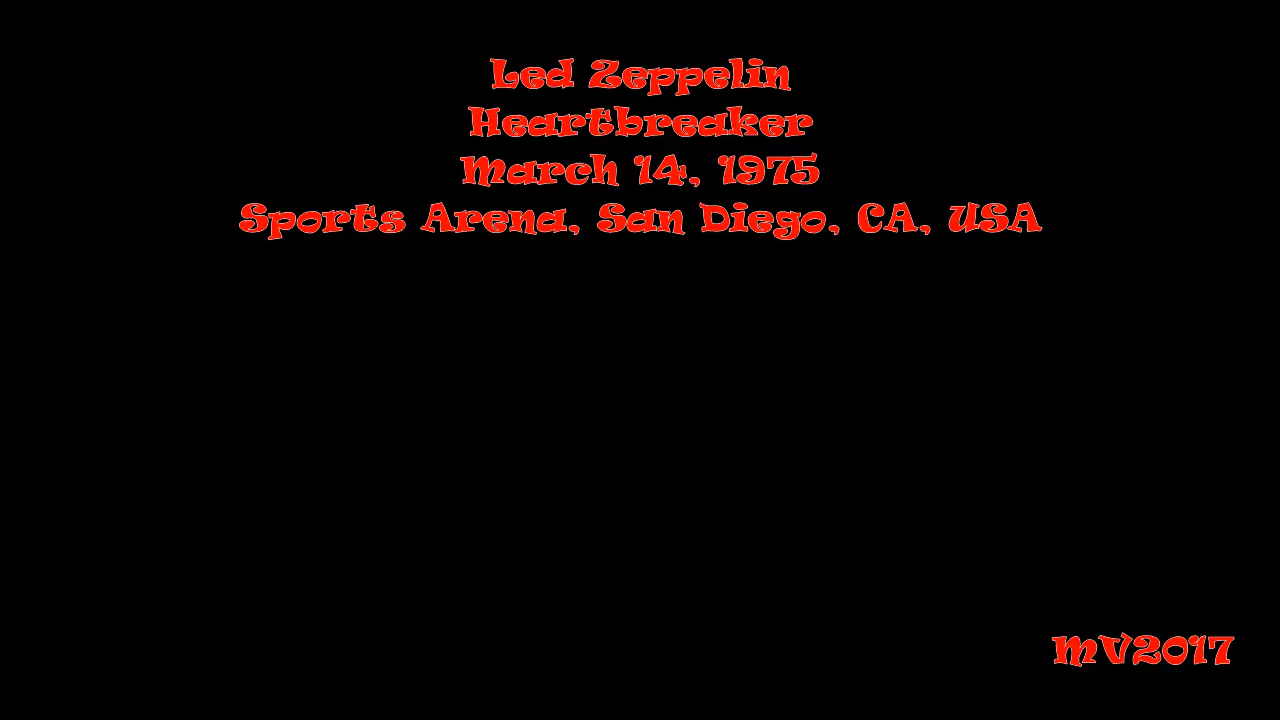 Led Zeppelin
Heartbreaker
March 14, 1975
Sports Arena, San Diego, CA, USA
MV2017